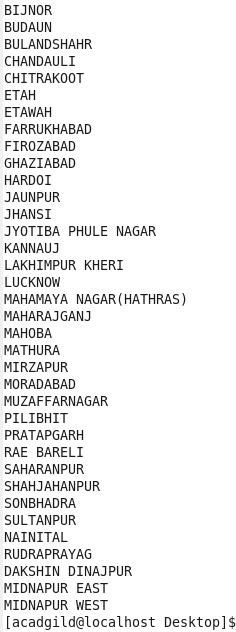 BIJNOR
BUDAUN
BULANDSHAHR
CHANDAULI
CHITRAKOOT
ETAH
ETAWAH
FARRUKHABAD
FIROZABAD
GHAZIABAD
HARDOI
JAUNPUR
JHANSI
JYOTIBA PHULE NAGAR
KANNAUJ
LAKHIMPUR KHERI
LUCKNOW
MAHAMAYA NAGAR(HATHRAS)
MAHARAJGANJ
MAHOBA
MATHURA
MIRZAPUR
MORADABAD
MUZAFFARNAGAR
PILIBHIT
PRATAPGARH
RAE BARELI
SAHARANPUR
SHAHJAHANPUR
SONBHADRA
SULTANPUR
NAINITAL
RUDRAPRAYAG
DAKSHIN DINAJPUR
MIDNAPUR EAST
MIDNAPUR WEST
[acadgild@localhost Desktop]$